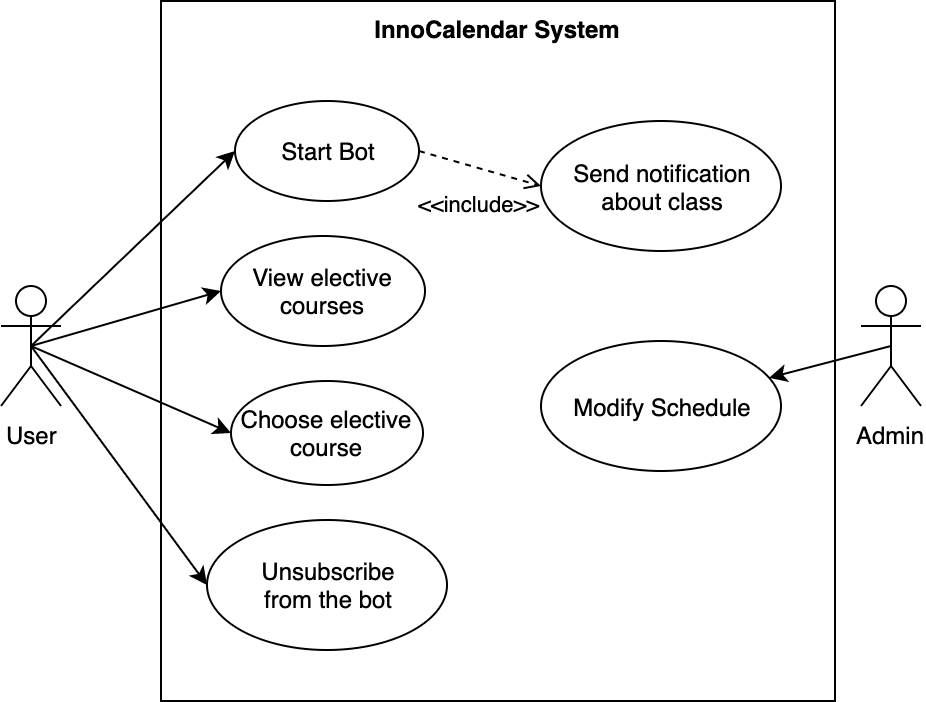 InnoCalendar System
Start Bot
Send notification
about class
<<include>>
View elective
courses
Choose elective
course
Modify Schedule
User
Admin
Unsubscribe
from the bot